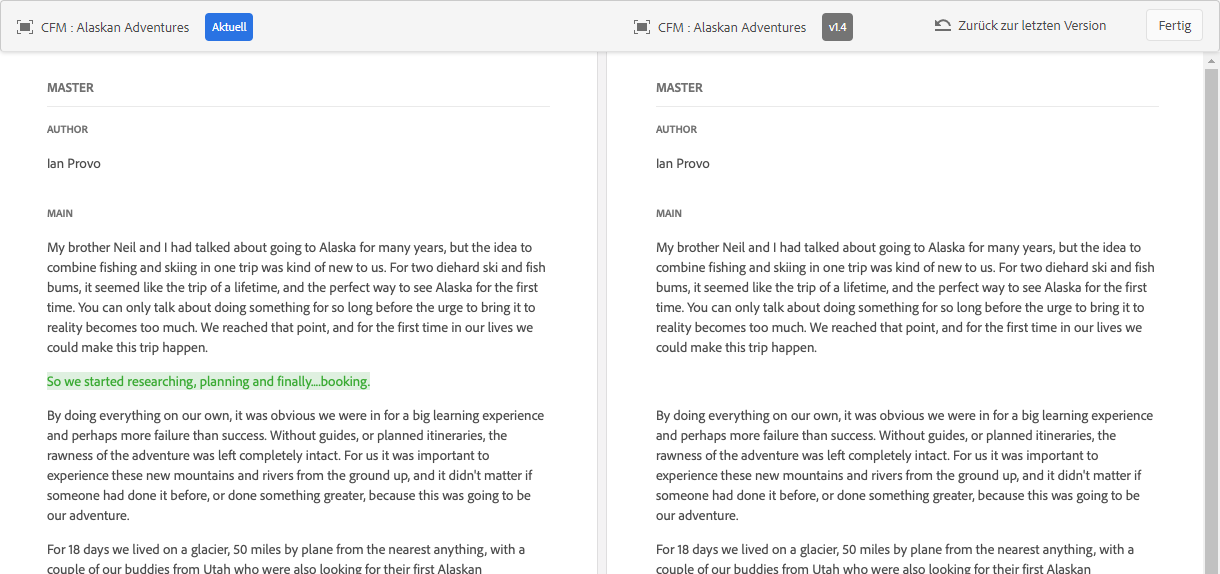 CFM : Alaskan Adventures Aktuell
CFM : Alaskan Adventures v1.4 Zurück zur letzten Version Fertig
MASTER
AUTHOR
Ian Provo
MAIN
My brother Neil and I had talked about going to Alaska for many years, but the idea to
combine fishing and skiing in one trip was kind of new to us. For two diehard ski and fish
bums, it seemed like the trip of a lifetime, and the perfect way to see Alaska for the first
time. You can only talk about doing something for so long before the urge to bring it to
reality becomes too much. We reached that point, and for the first time in our lives we
could make this trip happen.
So we started researching, planning and finally....booking.
By doing everything on our own, it was obvious we were in for a big learning experience
and perhaps more failure than success. Without guides, or planned itineraries, the
rawness of the adventure was left completely intact. For us it was important to
experience these new mountains and rivers from the ground up, and it didn't matter if
someone had done it before, or done something greater, because this was going to be
our adventure.
For 18 days we lived on a glacier, 50 miles by plane from the nearest anything, with a
couple of our buddies from Utah who were also looking for their first Alaskan
MASTER
AUTHOR
Ian Provo
MAIN
My brother Neil and I had talked about going to Alaska for many years, but the idea to
combine fishing and skiing in one trip was kind of new to us. For two diehard ski and fish
bums, it seemed like the trip of a lifetime, and the perfect way to see Alaska for the first
time. You can only talk about doing something for so long before the urge to bring it to
reality becomes too much. We reached that point, and for the first time in our lives we
could make this trip happen.
By doing everything on our own, it was obvious we were in for a big learning experience
and perhaps more failure than success. Without guides, or planned itineraries, the
rawness of the adventure was left completely intact. For us it was important to
experience these new mountains and rivers from the ground up, and it didn't matter if
someone had done it before, or done something greater, because this was going to be
our adventure.
For 18 days we lived on a glacier, 50 miles by plane from the nearest anything, with a
couple of our buddies from Utah who were also looking for their first Alaskan